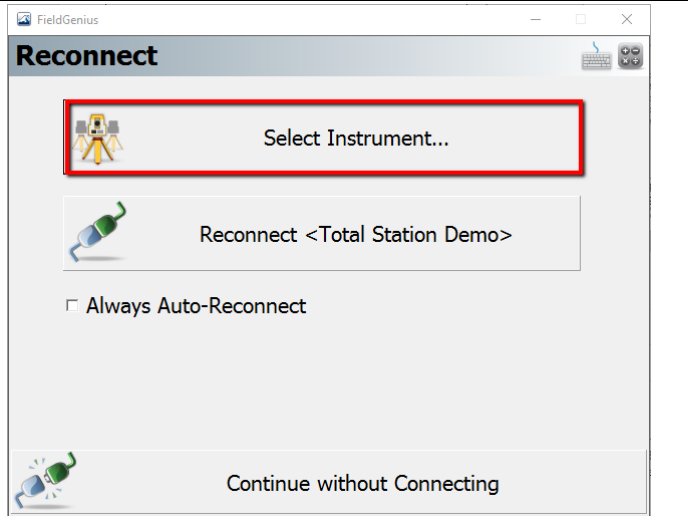 FieldGenius
Reconnect
Select Instrument...
Reconnect <Total Station Demo>
Always Auto-Reconnect
Continue without Connecting